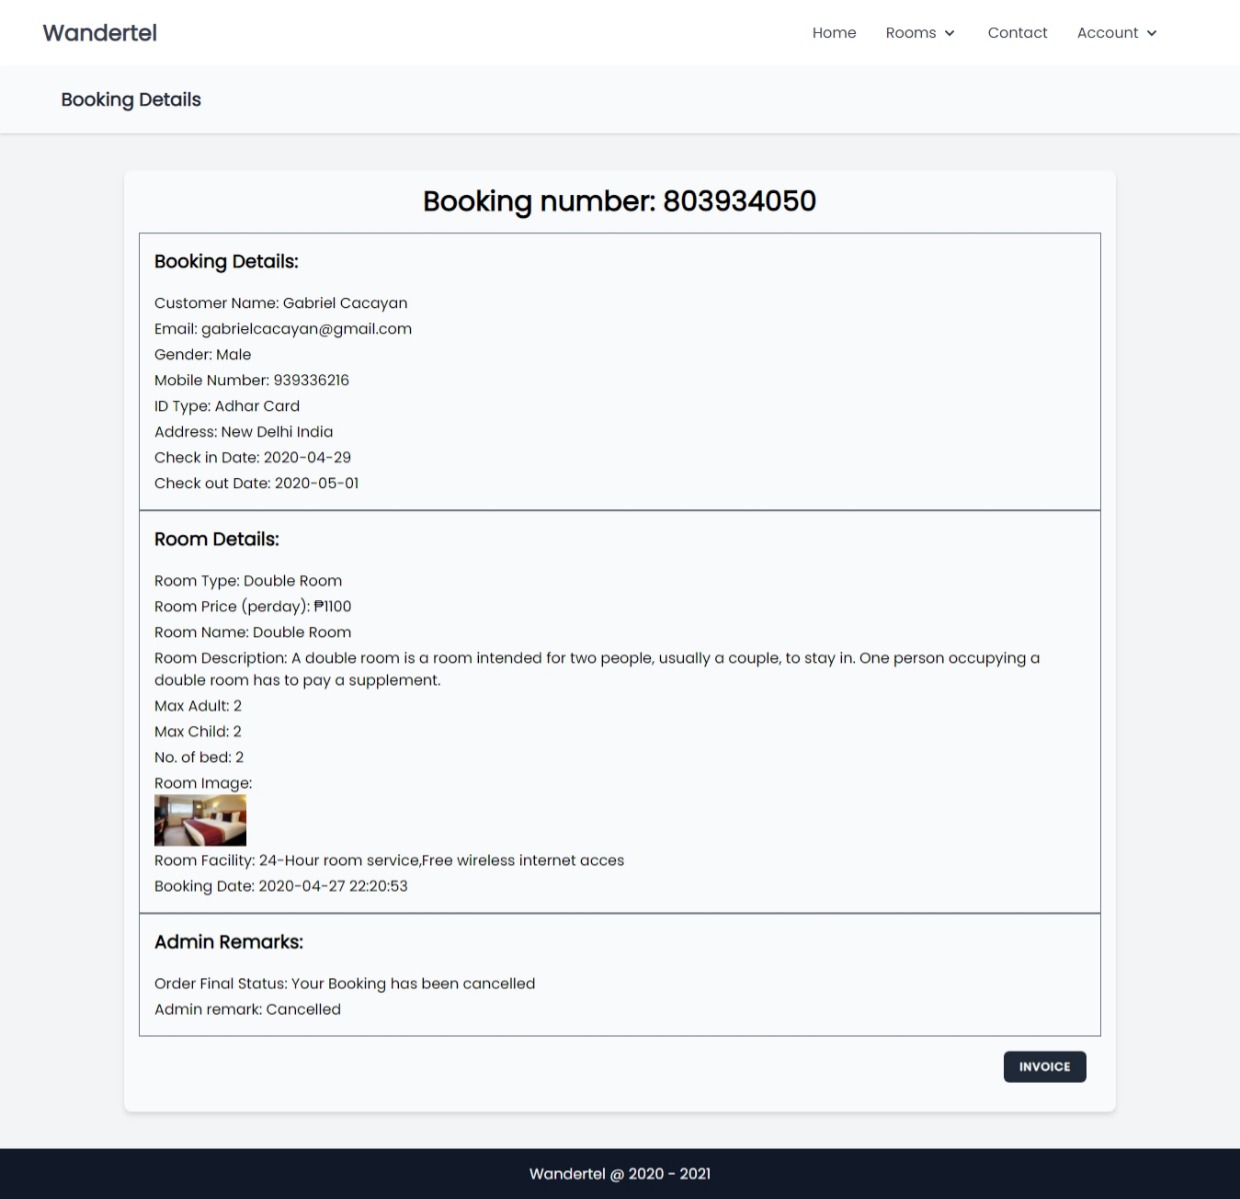 Wandertel
Home Rooms Contact Account
Booking Details
Booking number: 803934050
Booking Details:
Customer Name: Gabriel Cacayan
Email: gabrielcacayan@gmail.com
Gender: Male
Mobile Number: 939336216
ID Type: Adhar Card
Address: New Delhi India
Check in Date: 2020-04-29
Check out Date: 2020-05-01
Room Details:
Room Type: Double Room
Room Price (perday): ₱1100
Room Name: Double Room
Room Description: A double room is a room intended for two people, usually a couple, to stay in. One person occupying a
double room has to pay a supplement.
Max Adult: 2
Max Child: 2
No. of bed: 2
Room Image:
Room Facility: 24-Hour room service,Free wireless internet acces
Booking Date: 2020-04-27 22:20:53
Admin Remarks:
Order Final Status: Your Booking has been cancelled
Admin remark: Cancelled
INVOICE
Wandertel @ 2020 - 2021